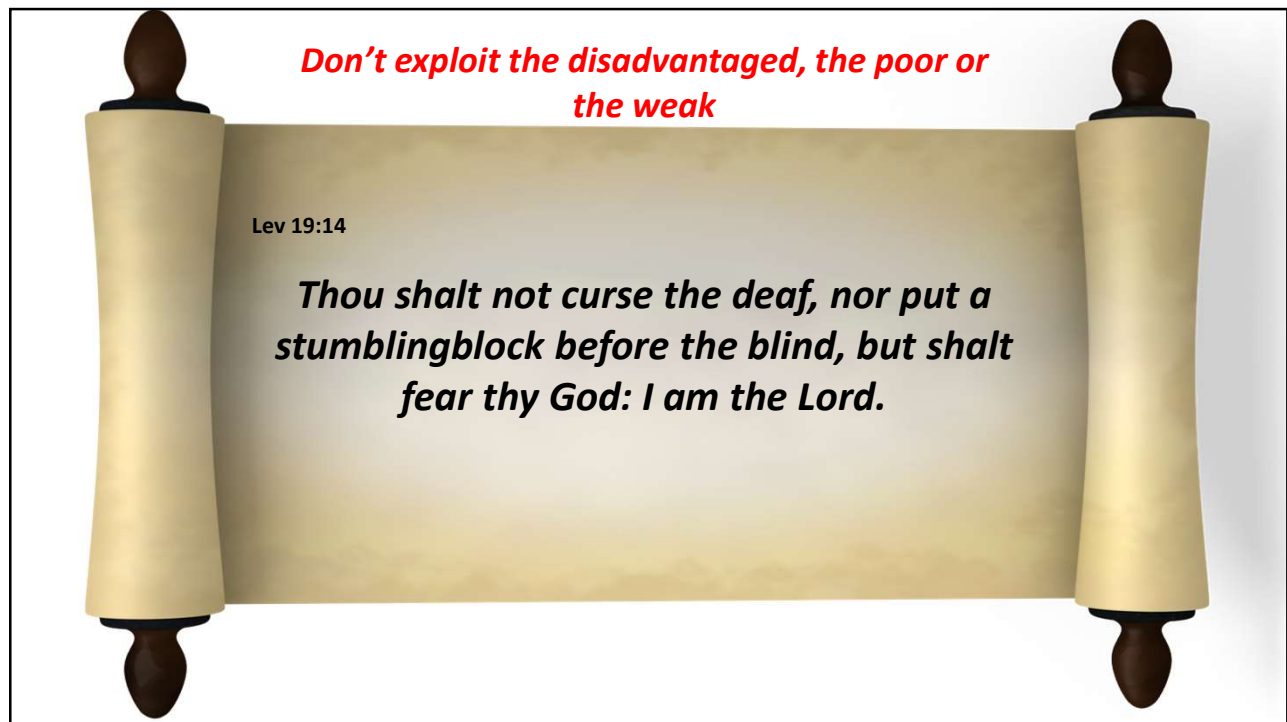 Don’t exploit the disadvantaged, the poor or
the weak
Lev 19:14
Thou shalt not curse the deaf, nor put a
stumblingblock before the blind, but shalt
fear thy God: I am the Lord.